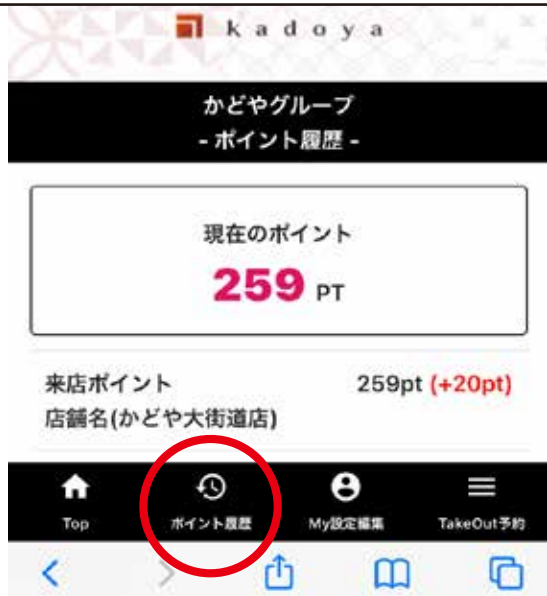 kadoya
かどやグループ
- ポイント履歴 -
現在のポイント
259 PT
来店ポイント 259pt (+20pt)
店舗名(かどや大街道店)
Top ポイント履歴 My設定編集 TakeOut予約